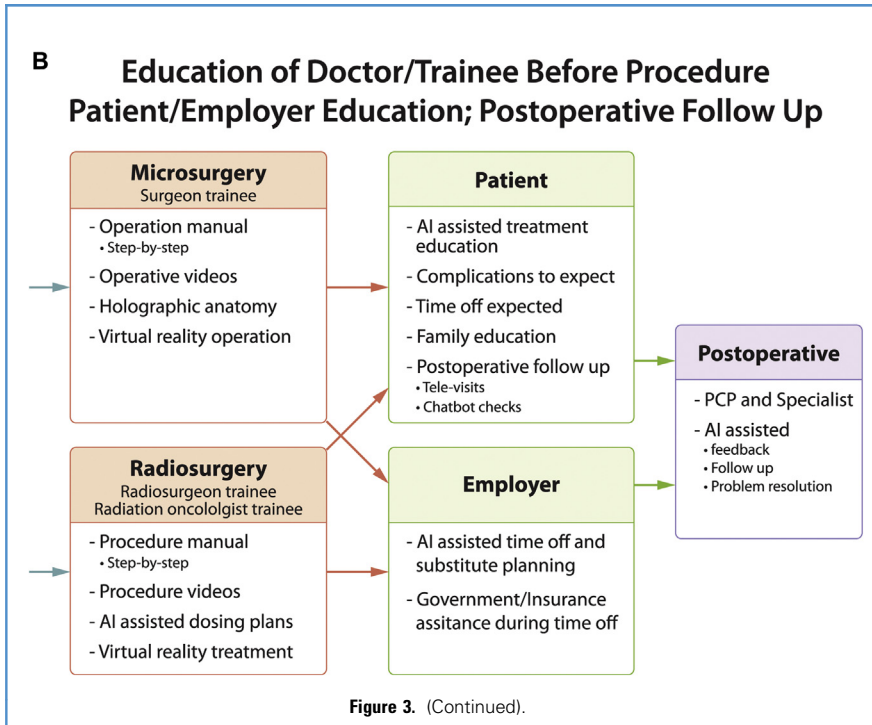 B
Education of Doctor/Trainee Before Procedure
Patient/Employer Education; Postoperative Follow Up
Microsurgery
Surgeon trainee
- Operation manual
• Step-by-step
- Operative videos
- Holographic anatomy
- Virtual reality operation
Radiosurgery
Radiosurgeon trainee
Radiation oncololgist trainee
- Procedure manual
• Step-by-step
- Procedure videos
- AI assisted dosing plans
- Virtual reality treatment
Patient
- AI assisted treatment
education
- Complications to expect
- Time off expected
- Family education
- Postoperative follow up
• Tele-visits
• Chatbot checks
Employer
- AI assisted time off and
substitute planning
- Government/Insurance
assitance during time off
Postoperative
- PCP and Specialist
- AI assisted
• feedback
• Follow up
• Problem resolution
Figure 3. (Continued).